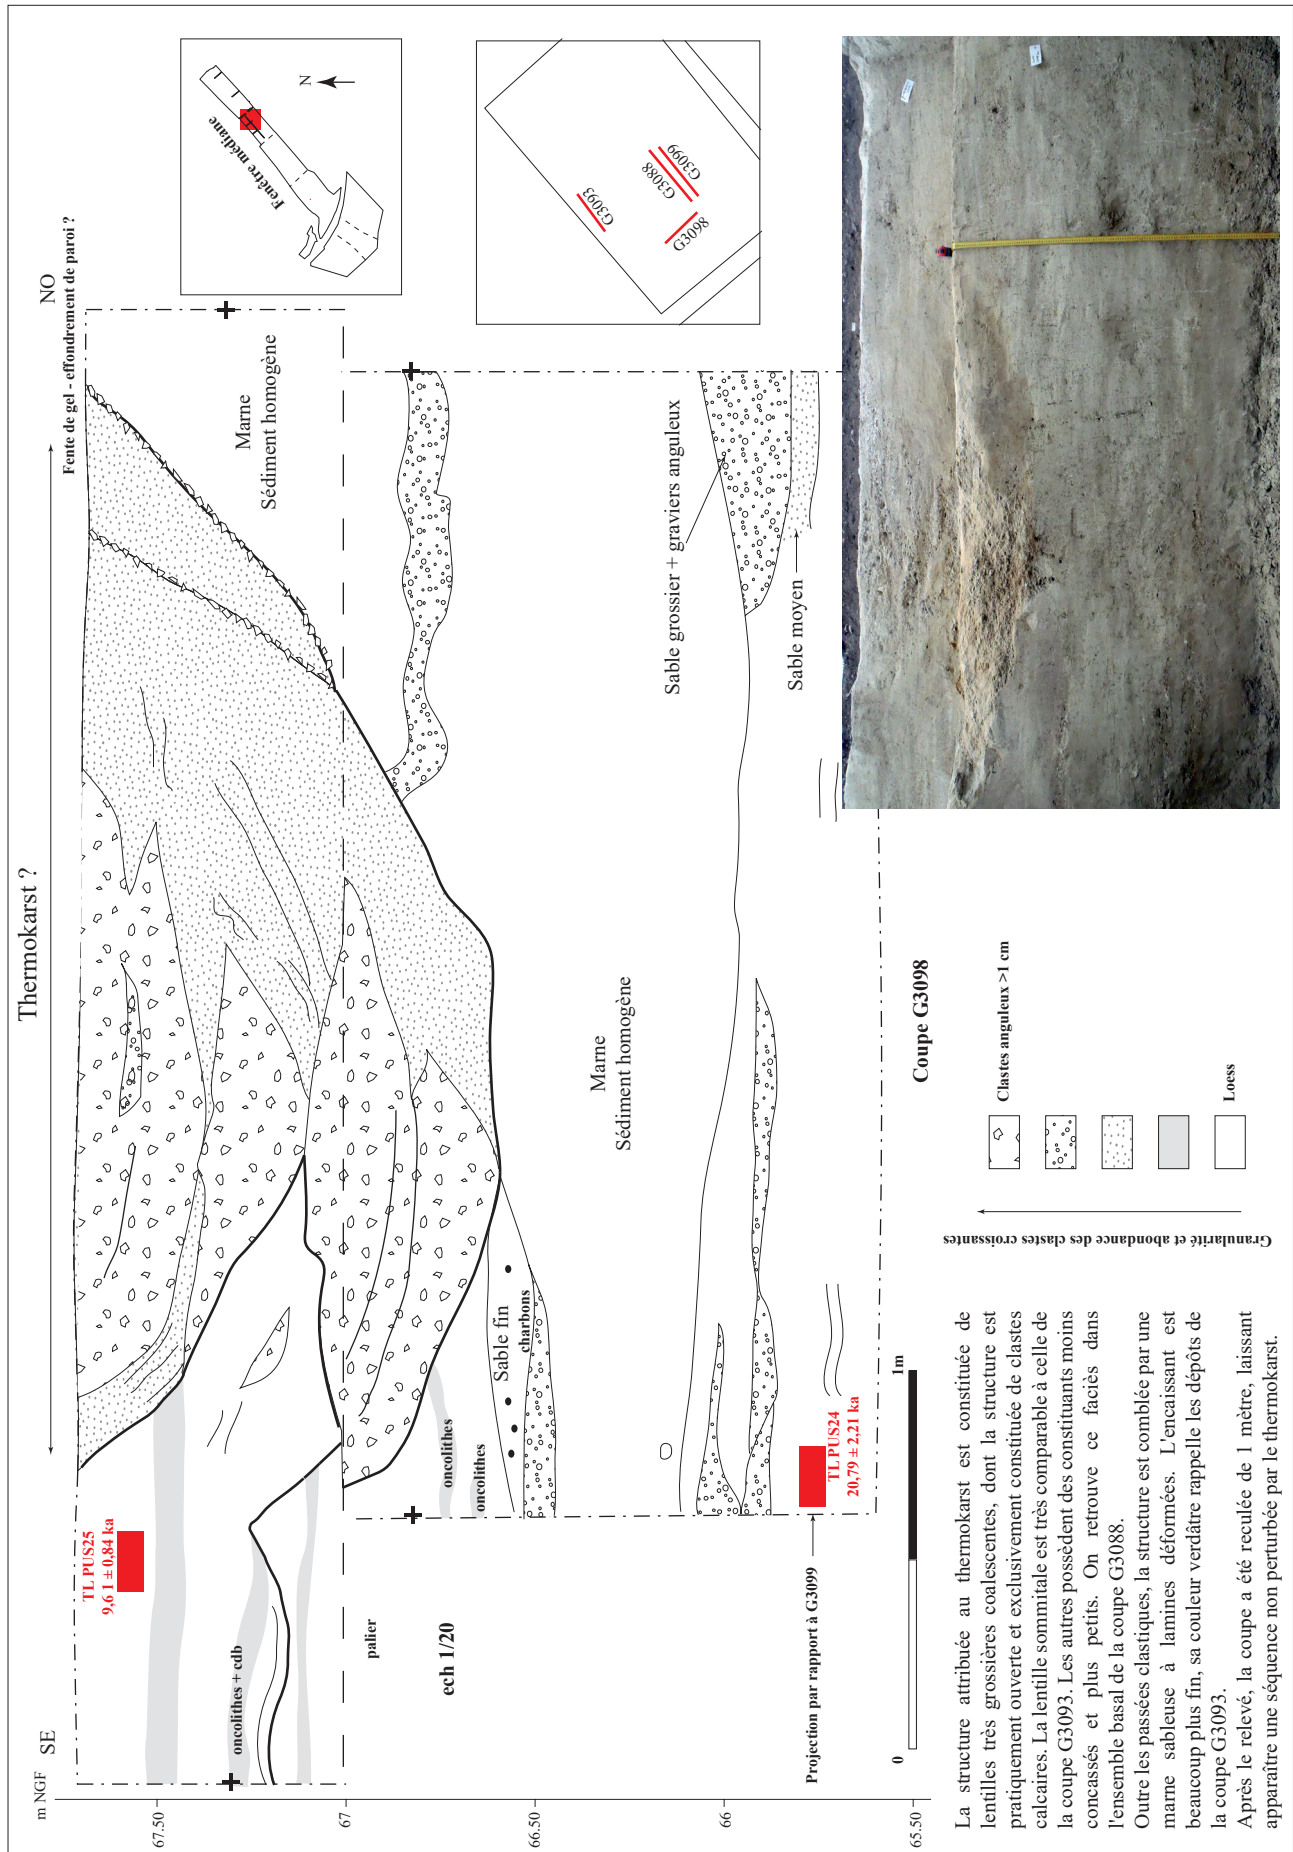 Thermokarst ?
m NGF
SE
NO
Fente de gel - effondrement de paroi ?
67.50
67
66.50
66
65.50
TL PUS25
9,6 1 ± 0,84 ka
oncolithes + cdb
palier
ech 1/20
Marne
Sédiment homogène
oncolithes
oncolithes
Sable fin
charbons
Marne
Sédiment homogène
Sable grossier + graviers anguleux
Sable moyen
TL PUS24
20,79 ± 2,21 ka
Projection par rapport à G3099
0
1m
Coupe G3098
Fenêtre médiane
N
G3093
G3088
G3099
G3098
Granularité et abondance des clastes croissantes
Clastes anguleux >1 cm
Loess
La structure attribuée au thermokarst est constituée de
lentilles très grossières coalescentes, dont la structure est
pratiquement ouverte et exclusivement constituée de clastes
calcaires. La lentille sommitale est très comparable à celle de
la coupe G3093. Les autres possèdent des constituants moins
concassés et plus petits. On retrouve ce faciès dans
l'ensemble basal de la coupe G3088.
Outre les passées clastiques, la structure est comblée par une
marne sableuse à lamines déformées. L'encaissant est
beaucoup plus fin, sa couleur verdâtre rappelle les dépôts de
la coupe G3093.
Après le relevé, la coupe a été reculée de 1 mètre, laissant
apparaître une séquence non perturbée par le thermokarst.